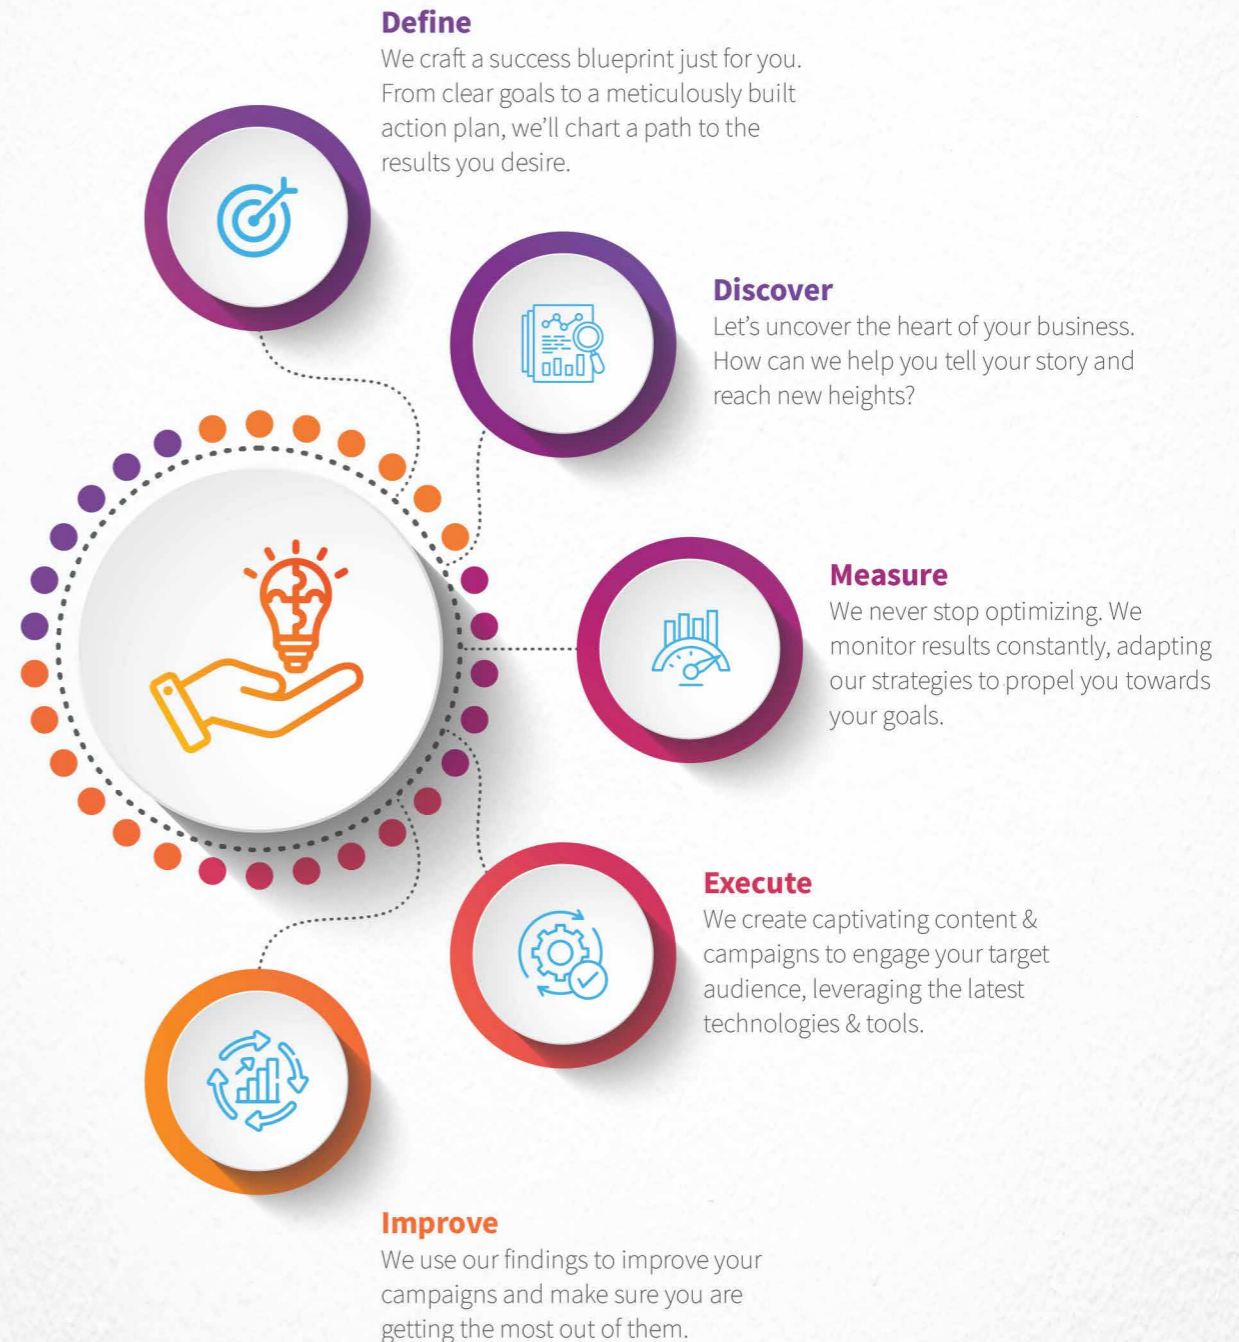 Define
We craft a success blueprint just for you.
From clear goals to a meticulously built
action plan, we’ll chart a path to the
results you desire.
Discover
Let’s uncover the heart of your business.
How can we help you tell your story and
reach new heights?
Measure
We never stop optimizing. We
monitor results constantly, adapting
our strategies to propel you towards
your goals.
Execute
We create captivating content &
campaigns to engage your target
audience, leveraging the latest
technologies & tools.
Improve
We use our findings to improve your
campaigns and make sure you are
getting the most out of them.